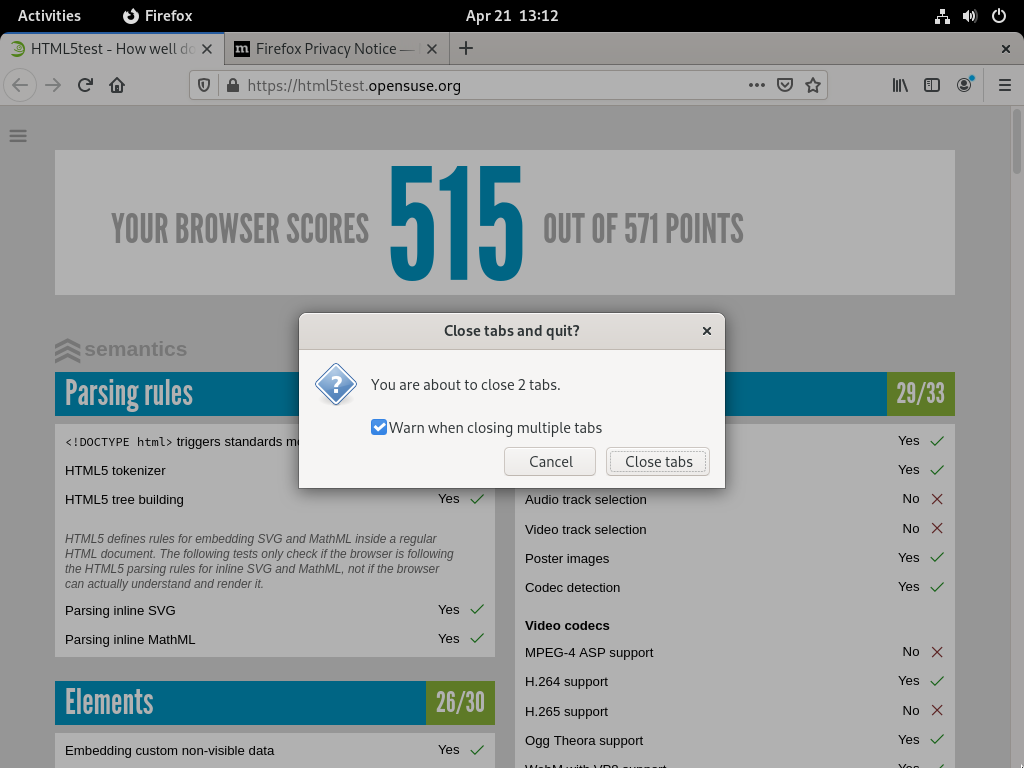 Activities
Firefox
Apr 21 13:12
HTML5test - How well do
Firefox Privacy Notice —
https://html5test.opensuse.org
YOUR BROWSER SCORES 515 OUT OF 571 POINTS
semantics
Parsing rules
<!DOCTYPE html> triggers standards
HTML5 tokenizer
HTML5 tree building Yes
HTML5 defines rules for embedding SVG and MathML inside a regular
HTML document. The following tests only check if the browser is following
the HTML5 parsing rules for inline SVG and MathML, not if the browser
can actually understand and render it.
Parsing inline SVG Yes
Parsing inline MathML Yes
Elements 26/30
Embedding custom non-visible data Yes
29/33
Yes
Yes
Audio track selection No
Video track selection No
Poster images Yes
Codec detection Yes
Video codecs
MPEG-4 ASP support No
H.264 support Yes
H.265 support No
Ogg Theora support Yes
WebM with VP8 support Yes
Close tabs and quit?
You are about to close 2 tabs.
Warn when closing multiple tabs
Cancel
Close tabs